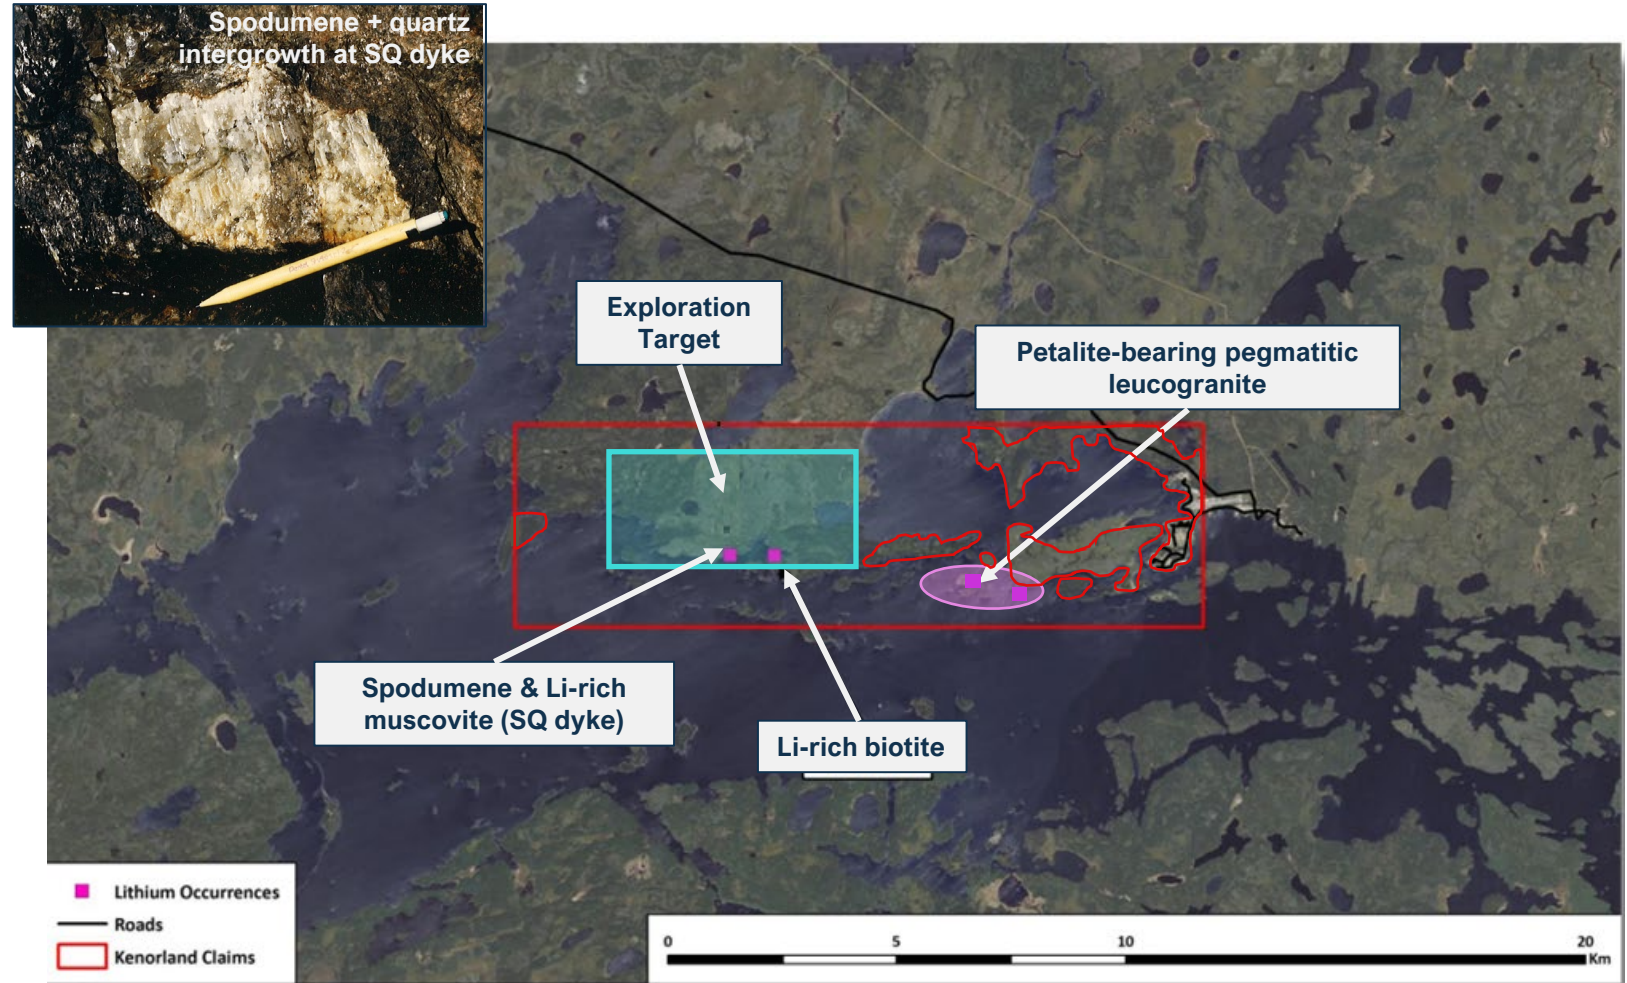 Spodumene + quartz
intergrowth at SQ dyke
Exploration
Target
Petalite-bearing pegmatitic
leucogranite
Spodumene & Li-rich
muscovite (SQ dyke)
Li-rich biotite
Lithium Occurrences
Roads
Kenorland Claims
0 5 10 20
Km